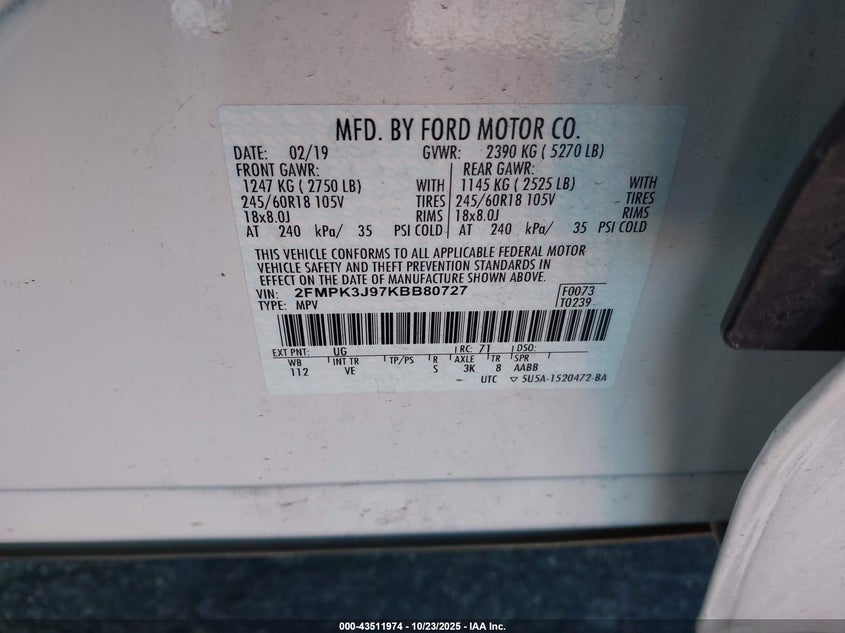 MFD. BY FORD MOTOR CO.
DATE: 02/19 GVWR: 2390 KG ( 5270 LB)
FRONT GAWR: REAR GAWR:
1247 KG ( 2750 LB) WITH 1145 KG ( 2525 LB) WITH
245/60R18 105V TIRES 245/60R18 105V TIRES
18x8.0J RIMS 18x8.0J RIMS
AT 240 kPa/ 35 PSI COLD AT 240 kPa/ 35 PSI COLD
THIS VEHICLE CONFORMS TO ALL APPLICABLE FEDERAL MOTOR
VEHICLE SAFETY AND THEFT PREVENTION STANDARDS IN
EFFECT ON THE DATE OF MANUFACTURE SHOWN ABOVE.
VIN: 2FMPK3J97KBB80727 F0073
TYPE: MPV T0239
EXT PNT: UG RC: 71 DSO:
WB INT TR TP/PS R AXLE TR SPR
112 VE S 3K 8 AABB
UTC ▽ 5U5A-1520472-BA
000-43511974 | 10/23/2025 - IAA Inc.